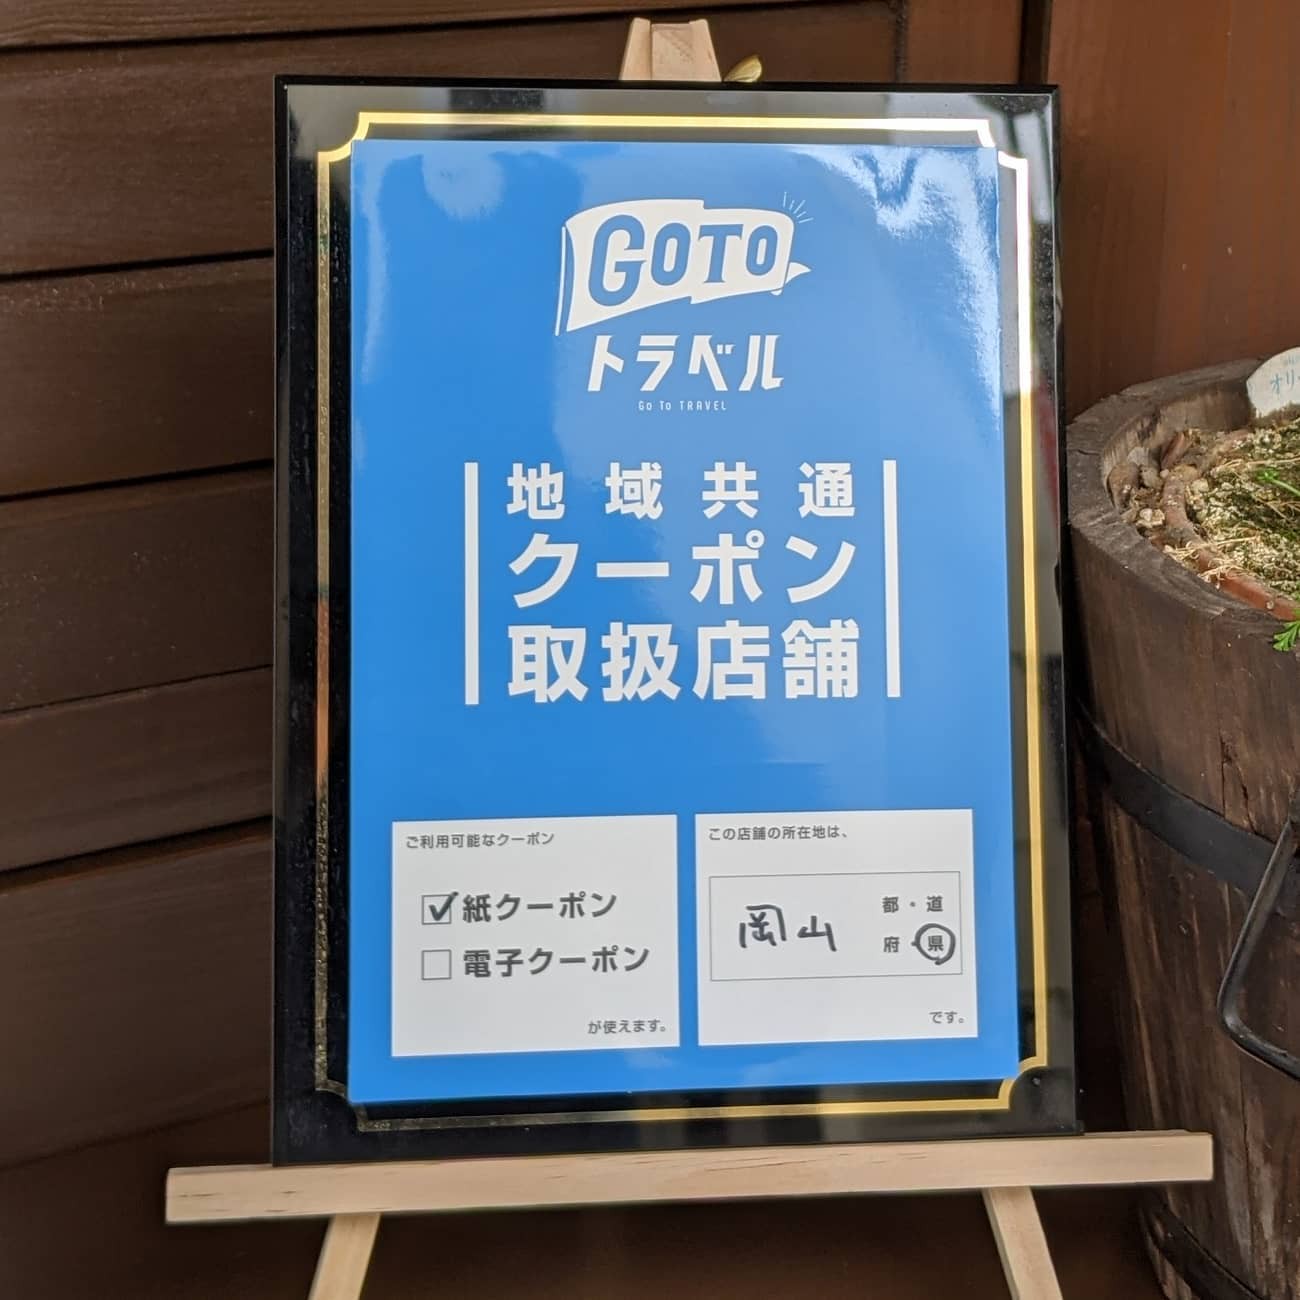 GOTO
トラベル
Go To TRAVEL
地域共通
クーポン
取扱店舗
ご利用可能なクーポン
紙クーポン
電子クーポン
が使えます。
この店舗の所在地は、
岡山
都・道
府・県
です。
オリ